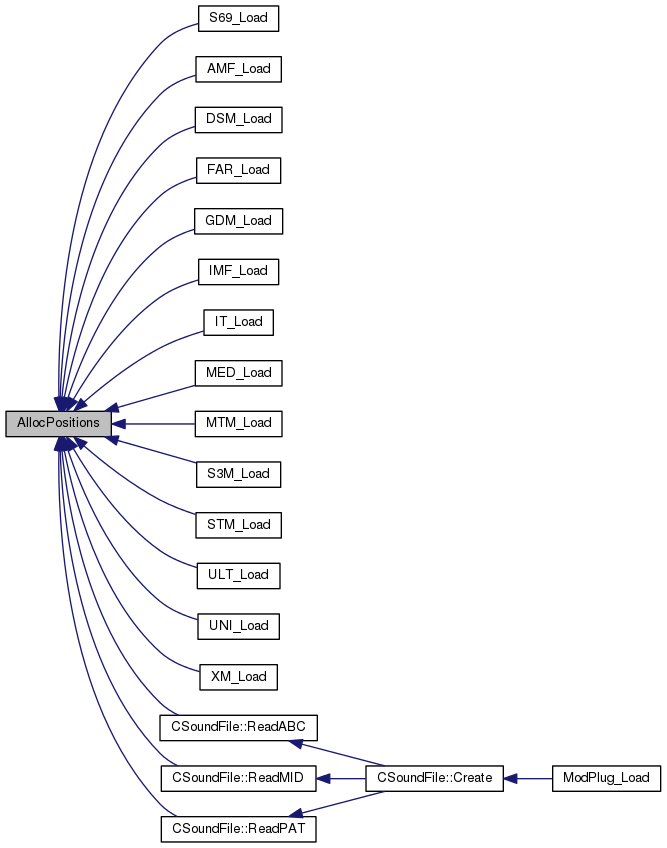 S69_Load
AMF_Load
DSM_Load
FAR_Load
GDM_Load
IMF_Load
IT_Load
MED_Load
AllocPositions
MTM_Load
S3M_Load
STM_Load
ULT_Load
UNI_Load
XM_Load
CSoundFile::ReadABC
CSoundFile::ReadMID
CSoundFile::Create
ModPlug_Load
CSoundFile::ReadPAT